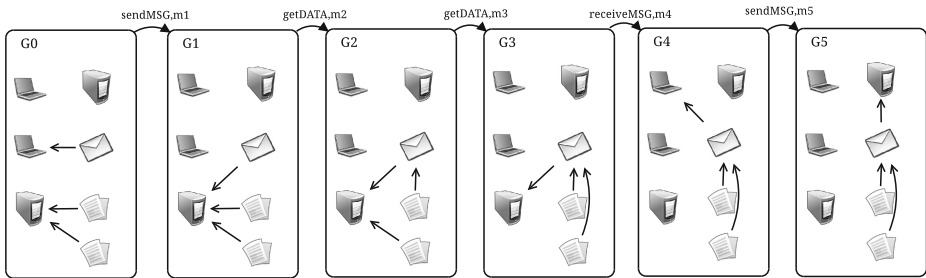 sendMSG,m1
getDATA,m2
getDATA,m3
receiveMSG,m4
sendMSG,m5
G0
G1
G2
G3
G4
G5